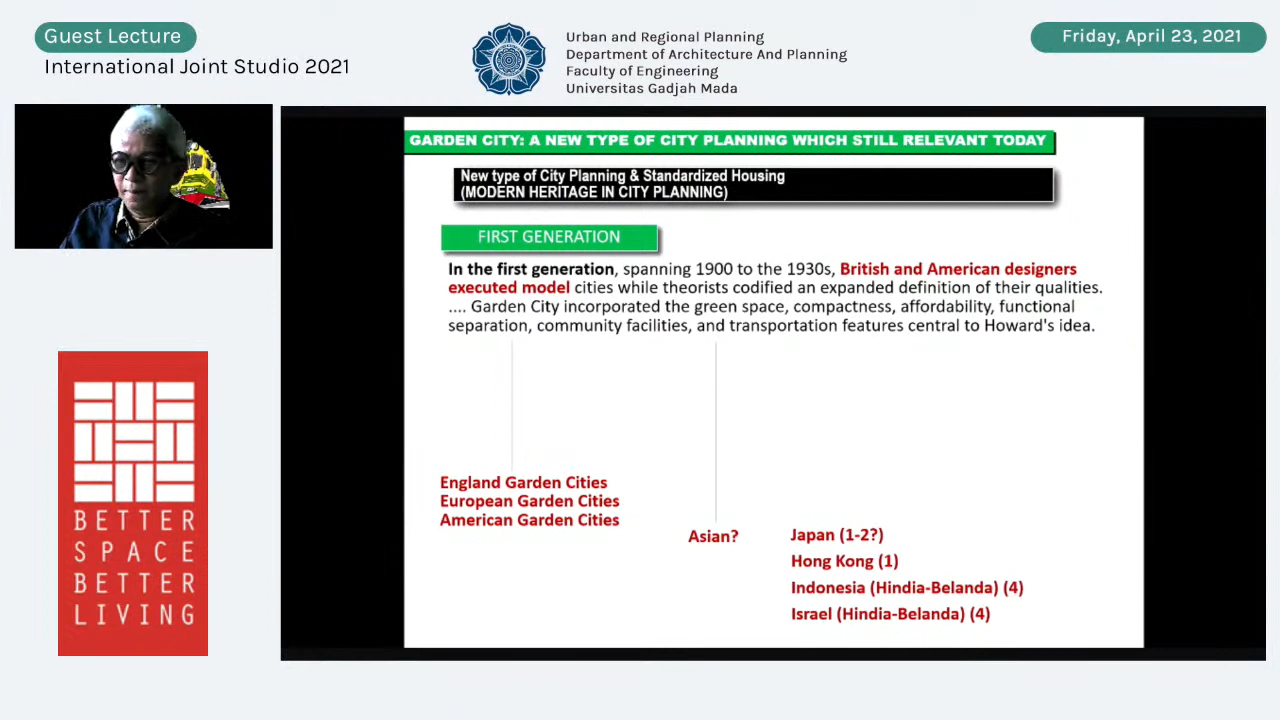 Guest Lecture
International Joint Studio 2021
Urban and Regional Planning
Department of Architecture And Planning
Faculty of Engineering
Universitas Gadjah Mada
Friday, April 23, 2021
GARDEN CITY: A NEW TYPE OF CITY PLANNING WHICH STILL RELEVANT TODAY
New type of City Planning & Standardized Housing
(MODERN HERITAGE IN CITY PLANNING)
FIRST GENERATION
In the first generation, spanning 1900 to the 1930s, British and American designers
executed model cities while theorists codified an expanded definition of their qualities.
.... Garden City incorporated the green space, compactness, affordability, functional
separation, community facilities, and transportation features central to Howard's idea.
England Garden Cities
European Garden Cities
American Garden Cities
Asian?
Japan (1-2?)
Hong Kong (1)
Indonesia (Hindia-Belanda) (4)
Israel (Hindia-Belanda) (4)
BETTER
SPACE
BETTER
LIVING